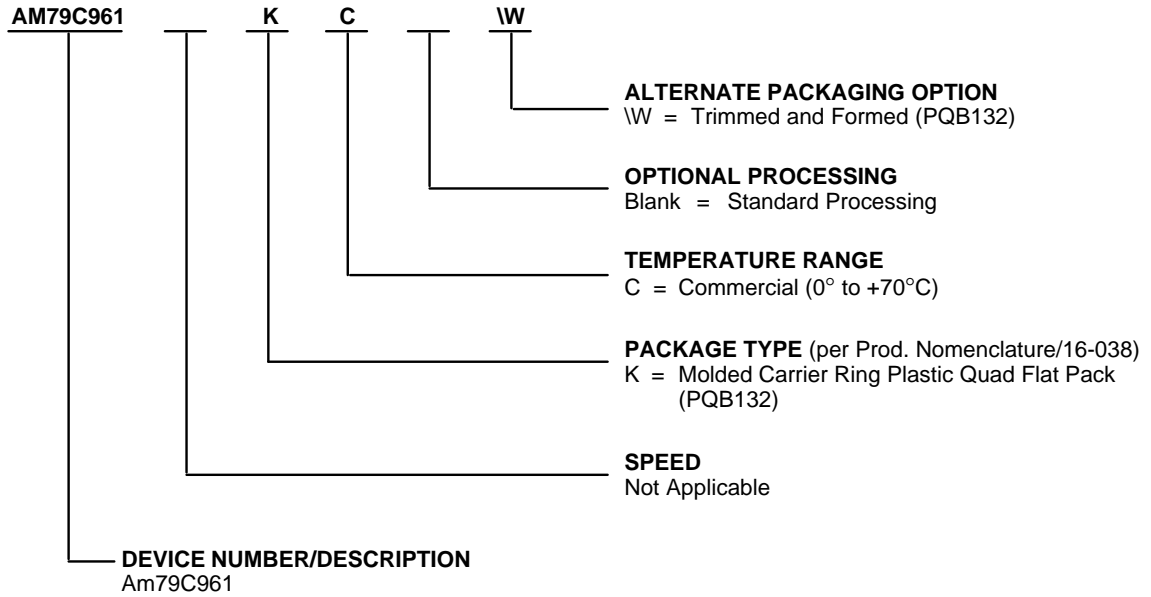 AM79C961 K C \W
ALTERNATE PACKAGING OPTION
\W = Trimmed and Formed (PQB132)
OPTIONAL PROCESSING
Blank = Standard Processing
TEMPERATURE RANGE
C = Commercial (0° to +70°C)
PACKAGE TYPE (per Prod. Nomenclature/16-038)
K = Molded Carrier Ring Plastic Quad Flat Pack
(PQB132)
SPEED
Not Applicable
DEVICE NUMBER/DESCRIPTION
Am79C961